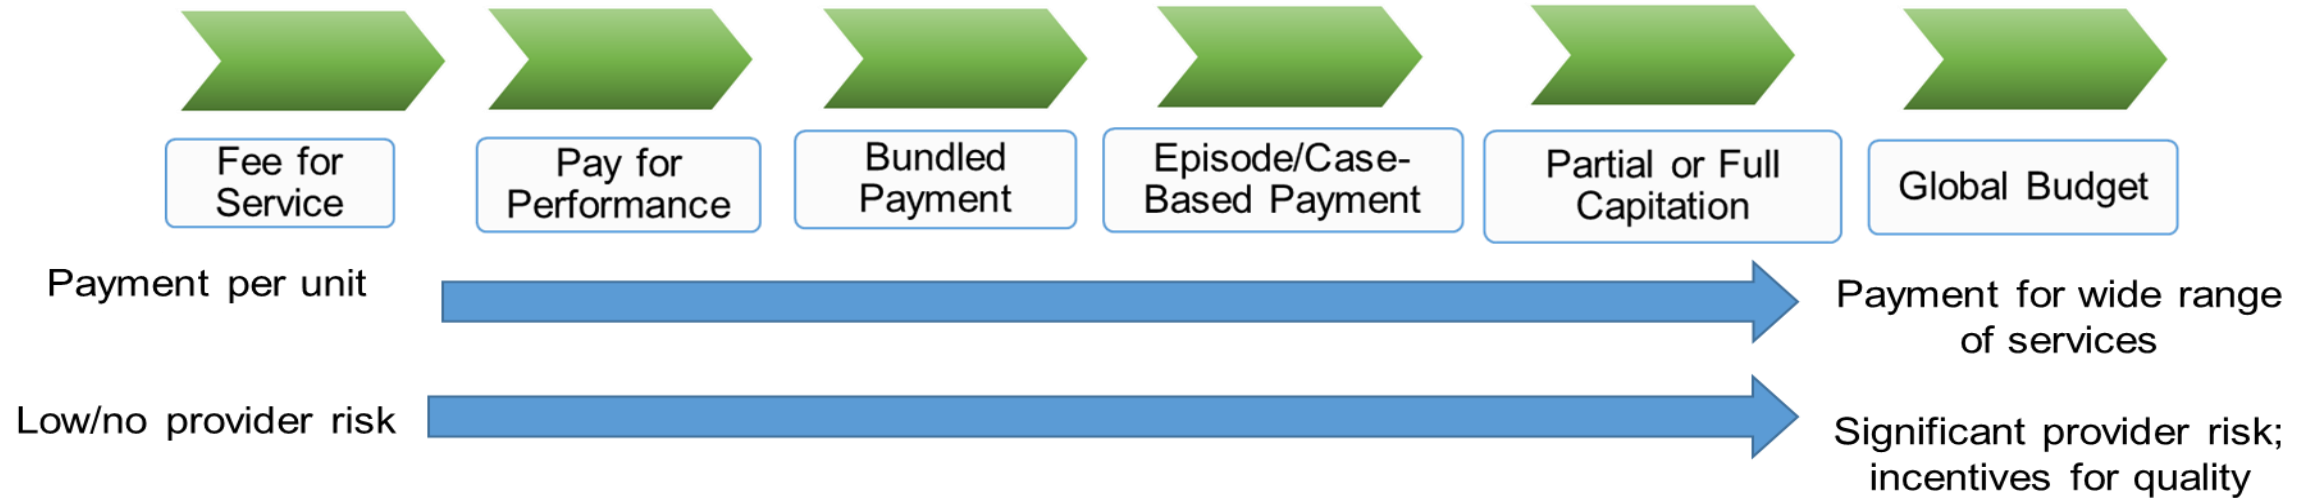 Fee for
Service
Pay for
Performance
Bundled
Payment
Episode/Case-
Based Payment
Partial or Full
Capitation
Global Budget
Payment per unit
Payment for wide range
of services
Low/no provider risk
Significant provider risk;
incentives for quality